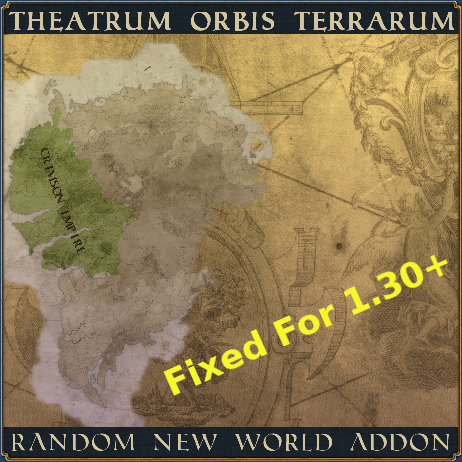 THEATRUM ORBIS TERRARUM
CRIMSON EMPIRE
Fixed For 1.30+
RANDOM NEW WORLD ADDON